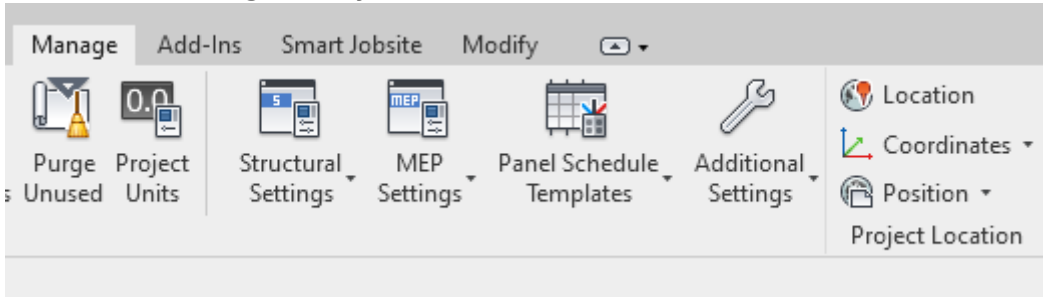 Manage Add-Ins Smart Jobsite Modify
0.0
S
MEP
Location
Coordinates
Purge Project Structural MEP Panel Schedule Additional
s Unused Units Settings Settings Templates Settings
Position
Project Location